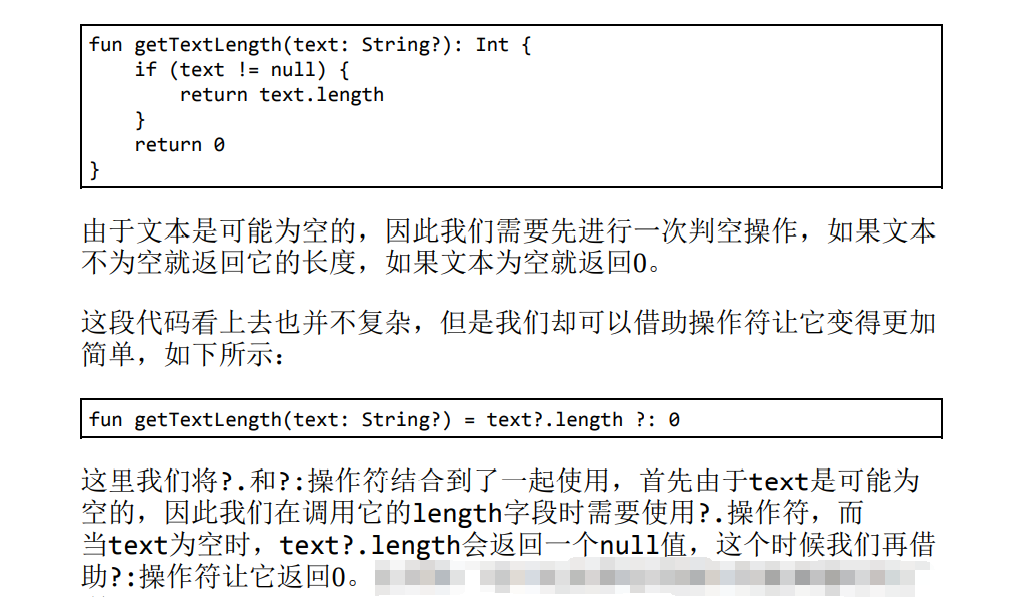 fun getTextLength(text: String?): Int {
    if (text != null) {
        return text.length
    }
    return 0
}
由于文本是可能为空的，因此我们需要先进行一次判空操作，如果文本
不为空就返回它的长度，如果文本为空就返回0。
这段代码看上去也并不复杂，但是我们却可以借助操作符让它变得更加
简单，如下所示：
fun getTextLength(text: String?) = text?.length ?: 0
这里我们将?.和?:操作符结合到了一起使用，首先由于text是可能为
空的，因此我们在调用它的length字段时需要使用?.操作符，而
当text为空时，text?.length会返回一个null值，这个时候我们再借
助?:操作符让它返回0。